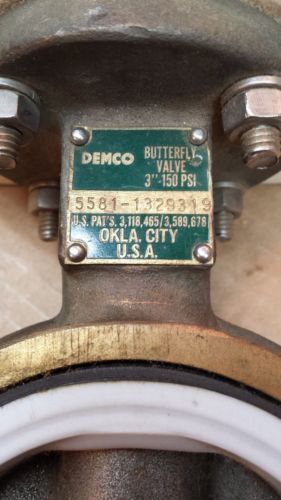 DEMCO
BUTTERFLY
VALVE
3"-150 PSI
5581-1329319
U.S. PAT'S. 3,118,465/3,589,678
OKLA. CITY
U.S.A.